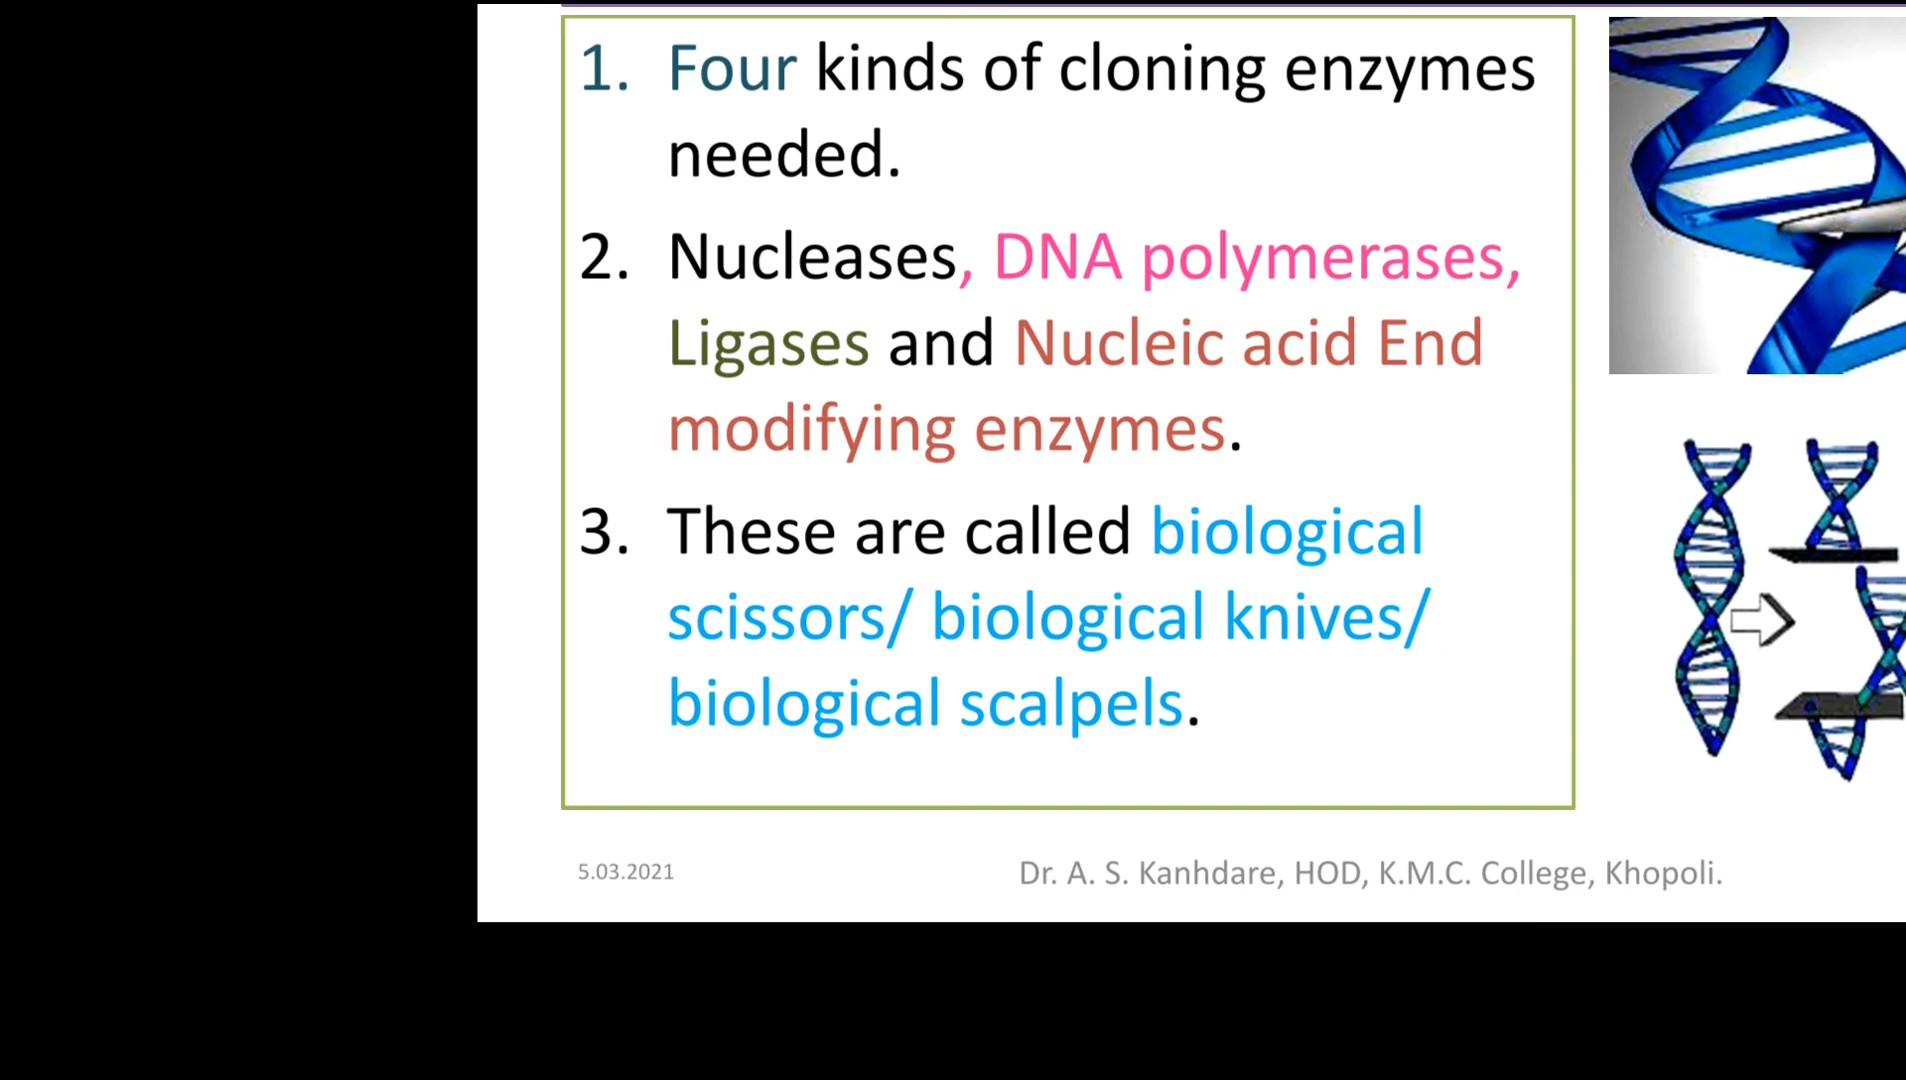 1. Four kinds of cloning enzymes
needed.
2. Nucleases, DNA polymerases,
Ligases and Nucleic acid End
modifying enzymes.
3. These are called biological
scissors/ biological knives/
biological scalpels.
5.03.2021
Dr. A. S. Kanhdare, HOD, K.M.C. College, Khopoli.